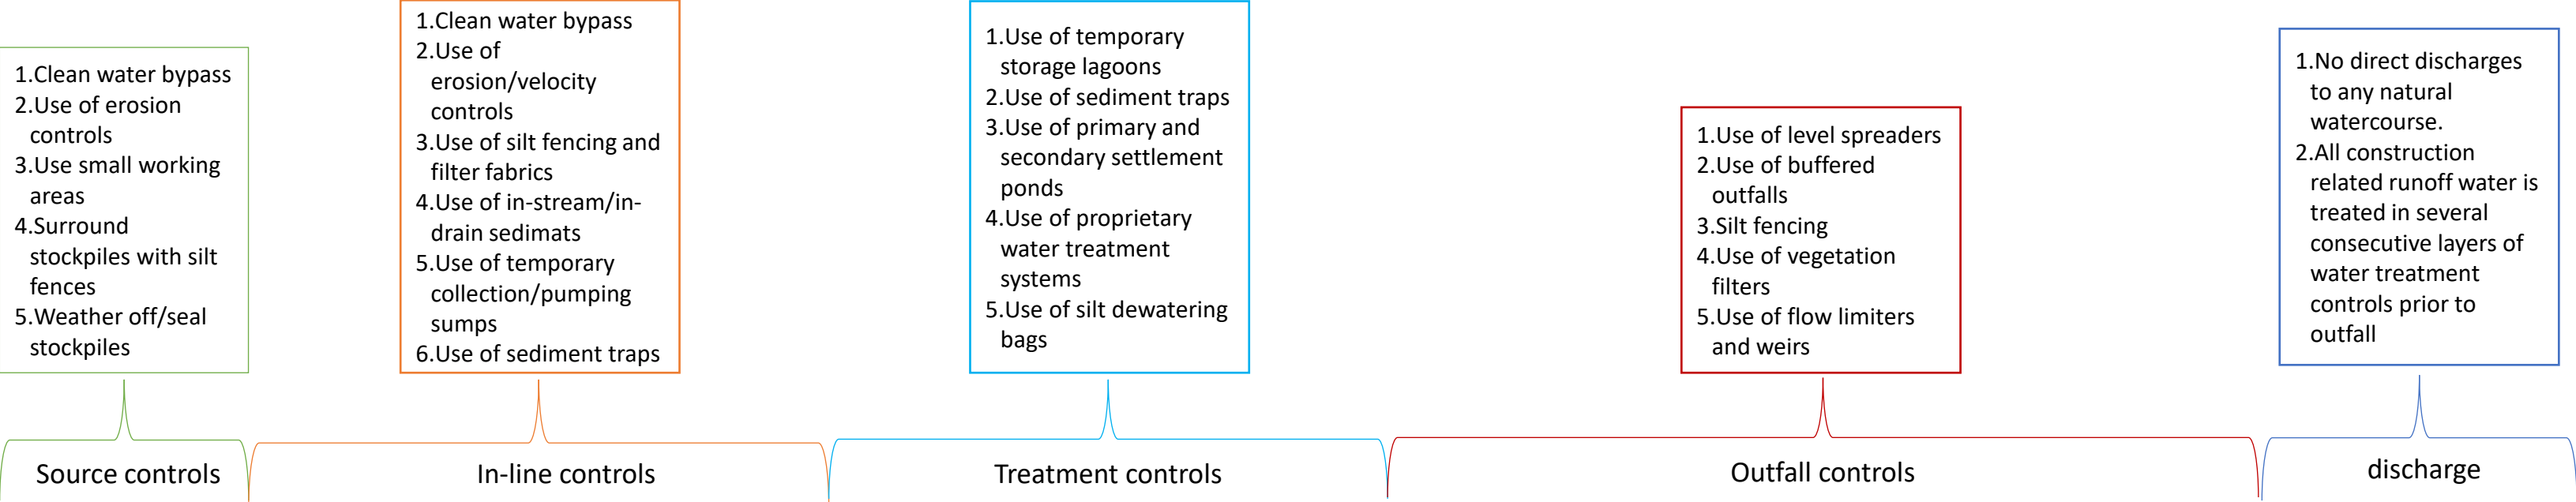 1.Clean water bypass
2.Use of erosion
controls
3.Use small working
areas
4.Surround
stockpiles with silt
fences
5.Weather off/seal
stockpiles
Source controls
1.Clean water bypass
2.Use of
erosion/velocity
controls
3.Use of silt fencing and
filter fabrics
4.Use of in-stream/in-
drain sedimats
5.Use of temporary
collection/pumping
sumps
6.Use of sediment traps
In-line controls
1.Use of temporary
storage lagoons
2.Use of sediment traps
3.Use of primary and
secondary settlement
ponds
4.Use of proprietary
water treatment
systems
5.Use of silt dewatering
bags
Treatment controls
1.Use of level spreaders
2.Use of buffered
outfalls
3.Silt fencing
4.Use of vegetation
filters
5.Use of flow limiters
and weirs
Outfall controls
1.No direct discharges
to any natural
watercourse.
2.All construction
related runoff water is
treated in several
consecutive layers of
water treatment
controls prior to
outfall
discharge